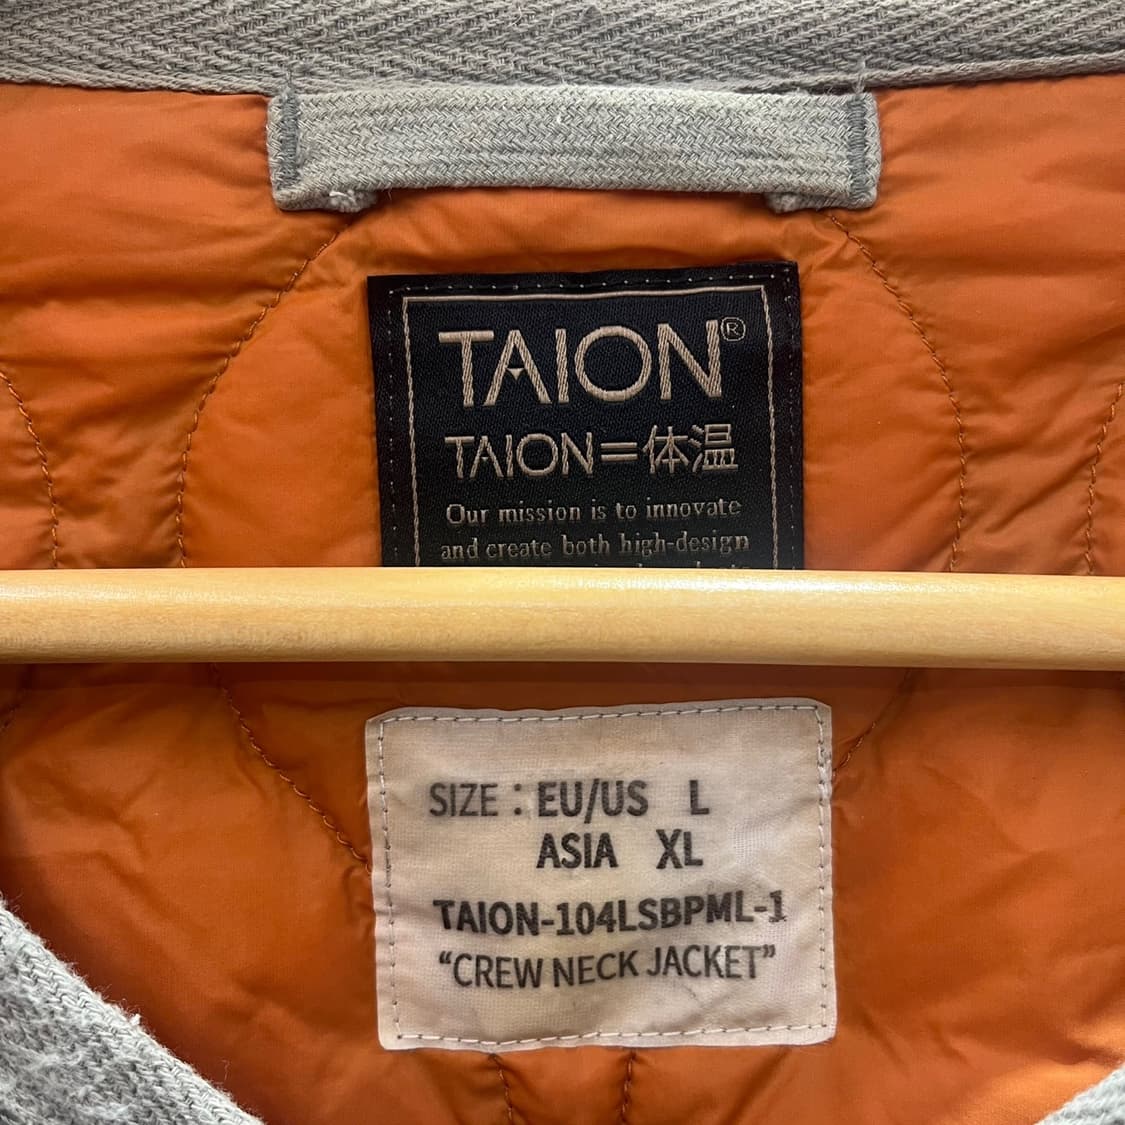 TAION®
TAION=体温
Our mission is to innovate
and create both high-design
SIZE : EU/US L
ASIA XL
TAION-104LSBPML-1
“CREW NECK JACKET”